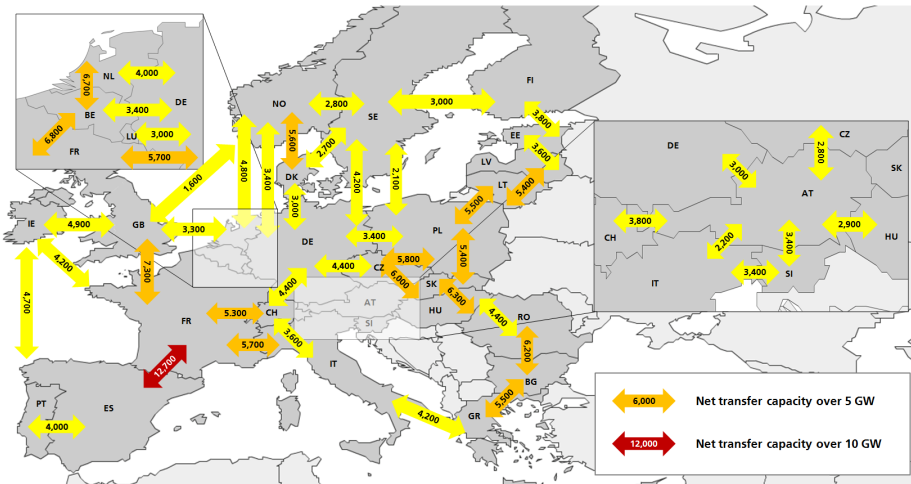 NL
4,000
6,700
DE
BE
3,400
6,800
LU
3,000
FR
5,700
NO
2,800
SE
3,000
FI
5,600
2,700
3,800
EE
3,600
LV
LT
5,400
5,500
DK
3,000
4,800
3,400
4,200
2,100
1,600
IE
4,900
GB
3,300
DE
3.400
PL
5,400
4,200
7,300
4,400
CZ
5,800
6,000
SK
6,300
HU
4,700
4,400
AT
SI
FR
5.300
CH
5,700
3,600
4,400
RO
6,200
BG
5,500
GR
IT
4,200
12,700
PT
ES
4,000
DE
CZ
2,800
SK
3,000
AT
3,800
CH
2,200
3,400
2,900
HU
3,400
SI
IT
6,000 Net transfer capacity over 5 GW
12,000 Net transfer capacity over 10 GW